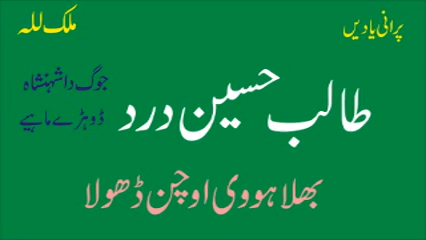 پرانی یادیں
ملک للہ
جوگ دا شہنشاہ
ڈوہڑے ماہیے
طالب حسین درد
بھلا ہووی او چن ڈھولا